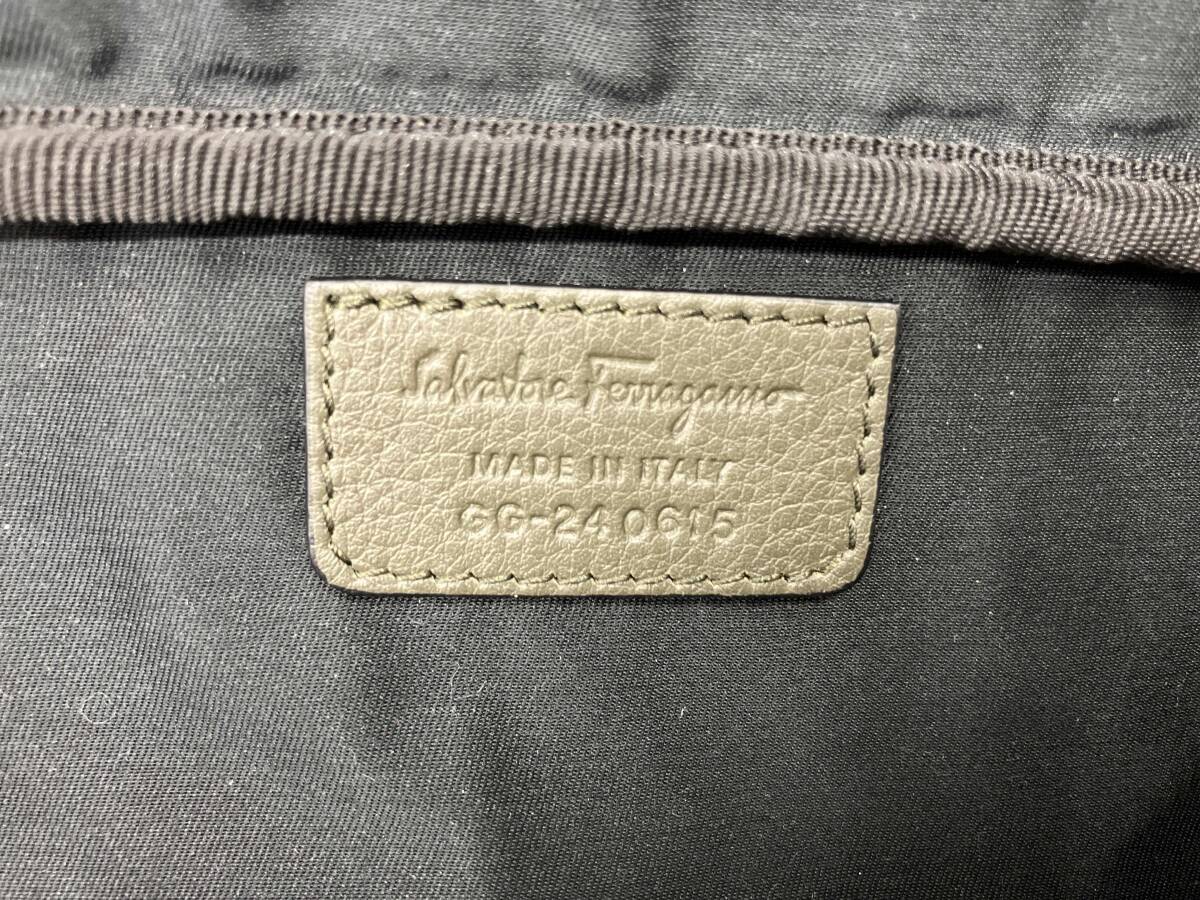 Salvatore Ferragamo
MADE IN ITALY
GG-24 0615